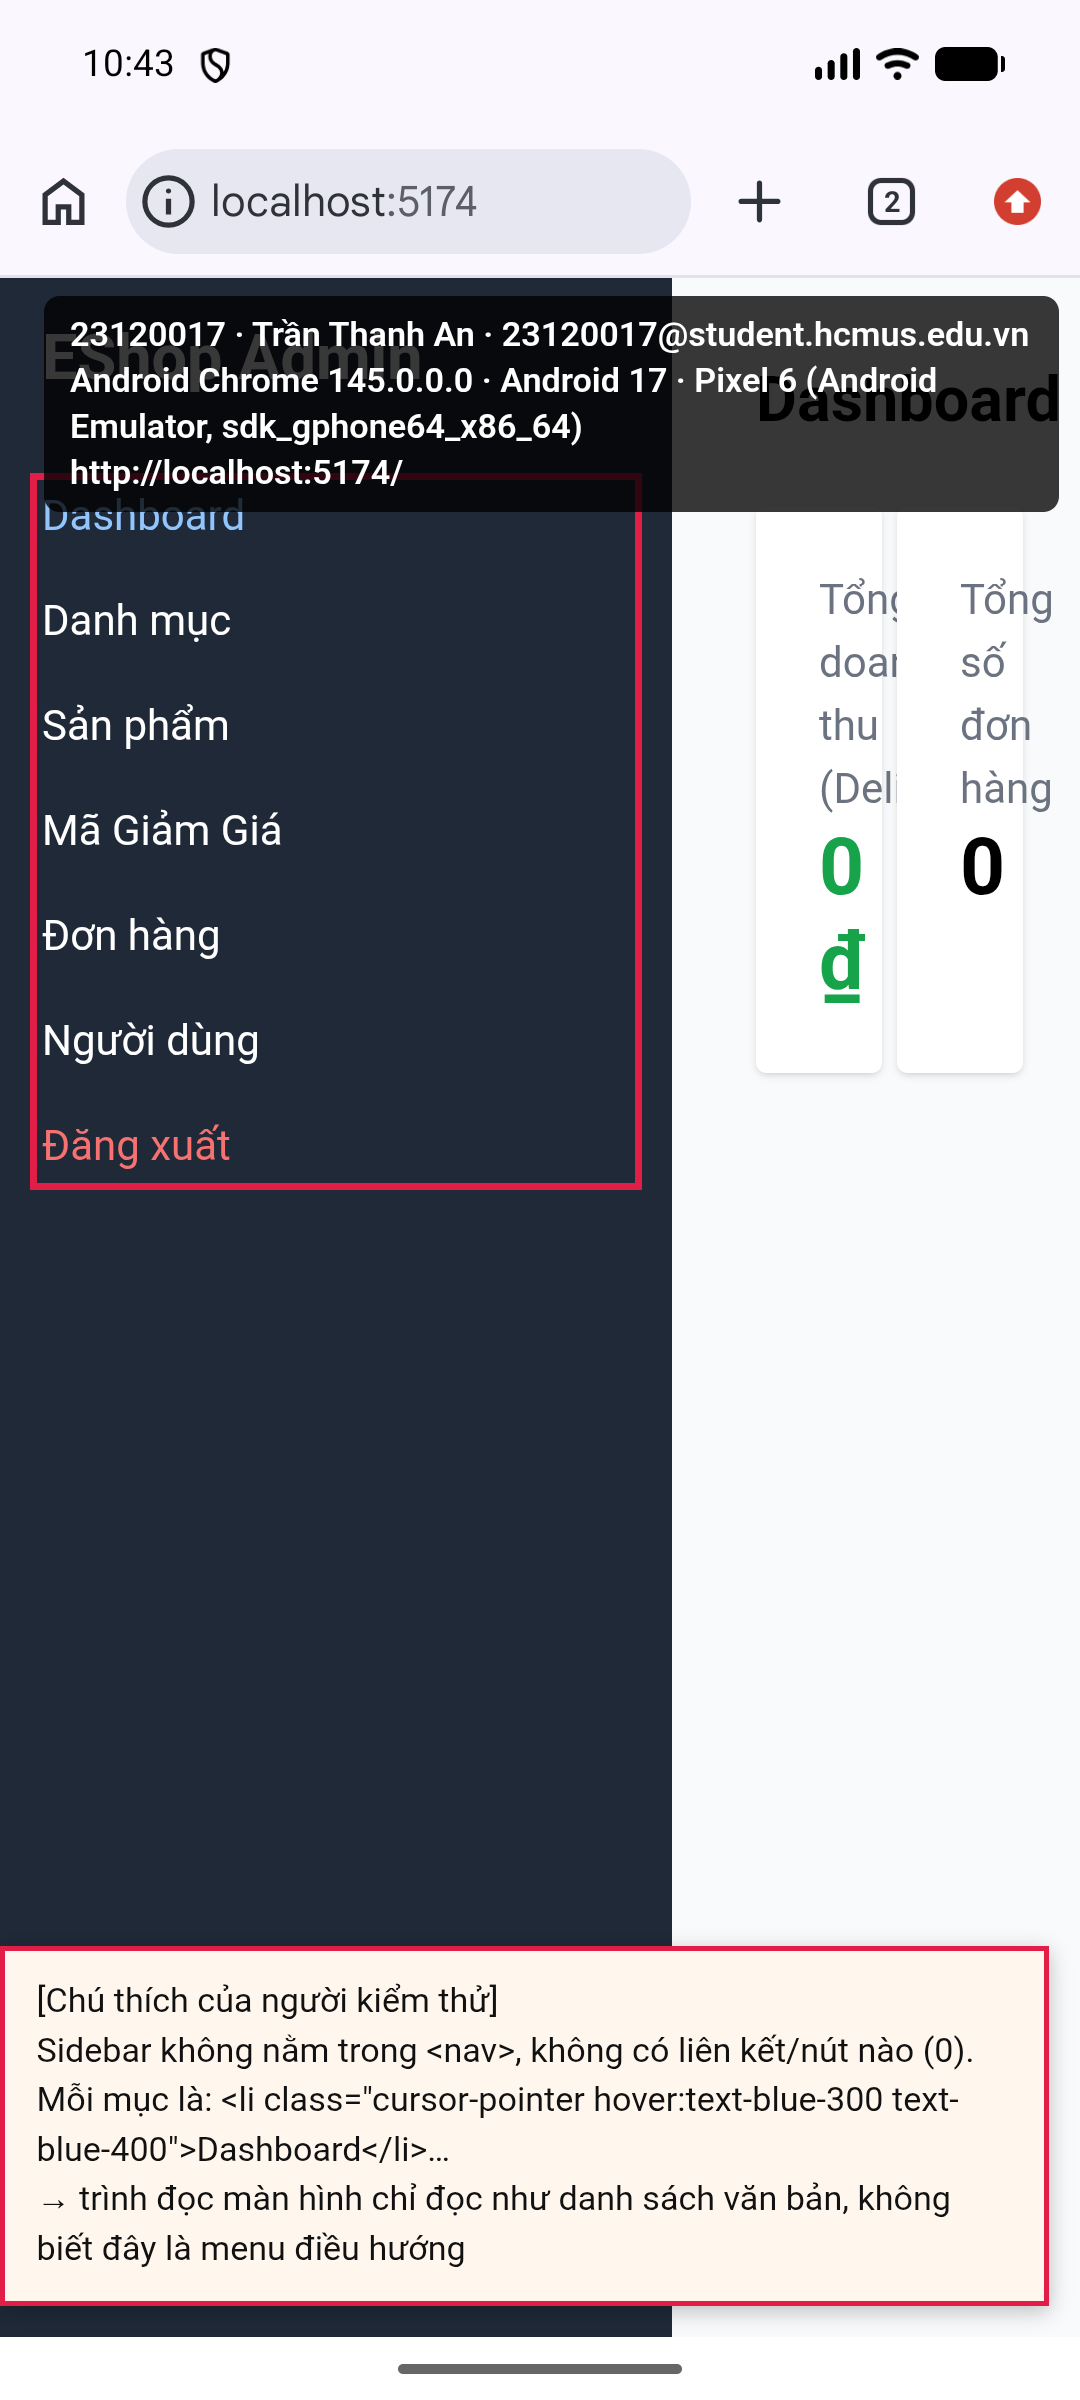 10:43
localhost:5174
2
23120017 · Trần Thanh An · 23120017@student.hcmus.edu.vn
Android Chrome 145.0.0.0 · Android 17 · Pixel 6 (Android
Emulator, sdk_gphone64_x86_64)
http://localhost:5174/
EShop Admin
Dashboard
Dashboard
Danh mục
Sản phẩm
Mã Giảm Giá
Đơn hàng
Người dùng
Đăng xuất
thu
0
₫
Tổng
số
đơn
hàng
0
[Chú thích của người kiểm thử]
Sidebar không nằm trong <nav>, không có liên kết/nút nào (0).
Mỗi mục là: <li class="cursor-pointer hover:text-blue-300 text-
blue-400">Dashboard</li>…
→ trình đọc màn hình chỉ đọc như danh sách văn bản, không
biết đây là menu điều hướng